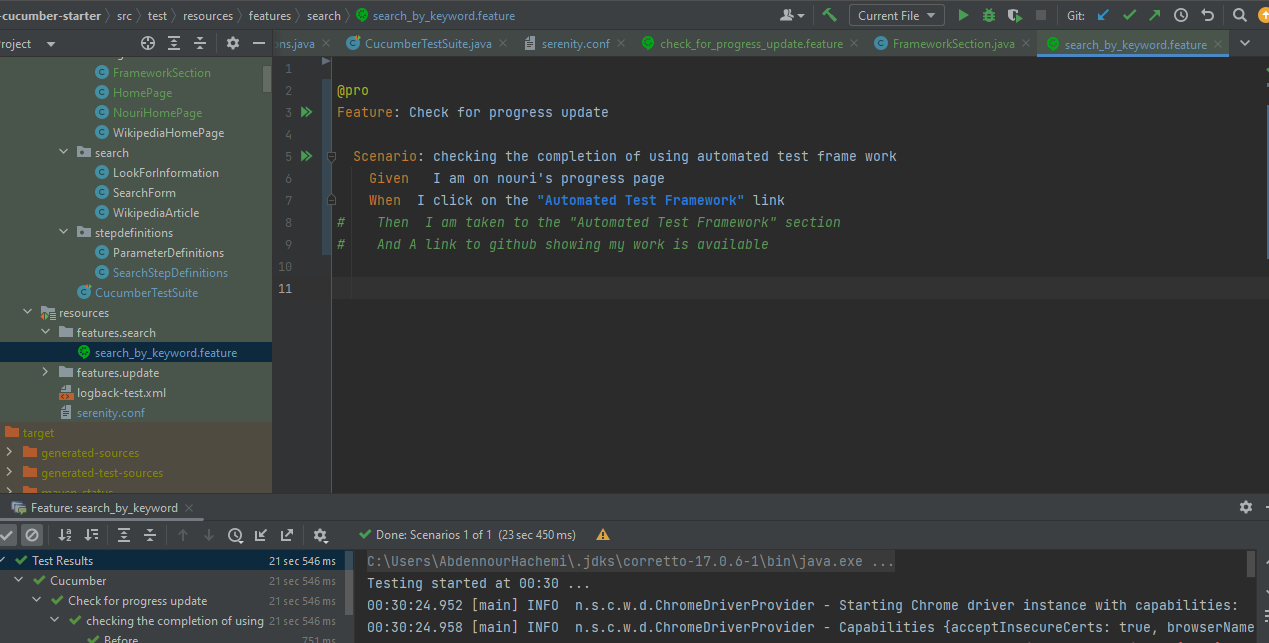 -cucumber-starter src test resources features search search_by_keyword.feature Current File Git:
roject ns.java CucumberTestSuite.java serenity.conf check_for_progress_update.feature FrameworkSection.java search_by_keyword.feature
FrameworkSection
HomePage
NouriHomePage
WikipediaHomePage
search
LookForInformation
SearchForm
WikipediaArticle
stepdefinitions
ParameterDefinitions
SearchStepDefinitions
CucumberTestSuite
resources
features.search
search_by_keyword.feature
features.update
logback-test.xml
serenity.conf
target
generated-sources
generated-test-sources
maven-status
1
2 @pro
3 Feature: Check for progress update
4
5 Scenario: checking the completion of using automated test frame work
6 Given I am on nouri's progress page
7 When I click on the "Automated Test Framework" link
8 # Then I am taken to the "Automated Test Framework" section
9 # And A link to github showing my work is available
10
11
Feature: search_by_keyword
Done: Scenarios 1 of 1 (23 sec 450 ms)
Test Results 21 sec 546 ms
Cucumber 21 sec 546 ms
Check for progress update 21 sec 546 ms
checking the completion of using 21 sec 546 ms
Before 751 ms
C:\Users\AbdennourHachemi\.jdks\corretto-17.0.6-1\bin\java.exe ...
Testing started at 00:30 ...
00:30:24.952 [main] INFO n.s.c.w.d.ChromeDriverProvider - Starting Chrome driver instance with capabilities:
00:30:24.958 [main] INFO n.s.c.w.d.ChromeDriverProvider - Capabilities {acceptInsecureCerts: true, browserName